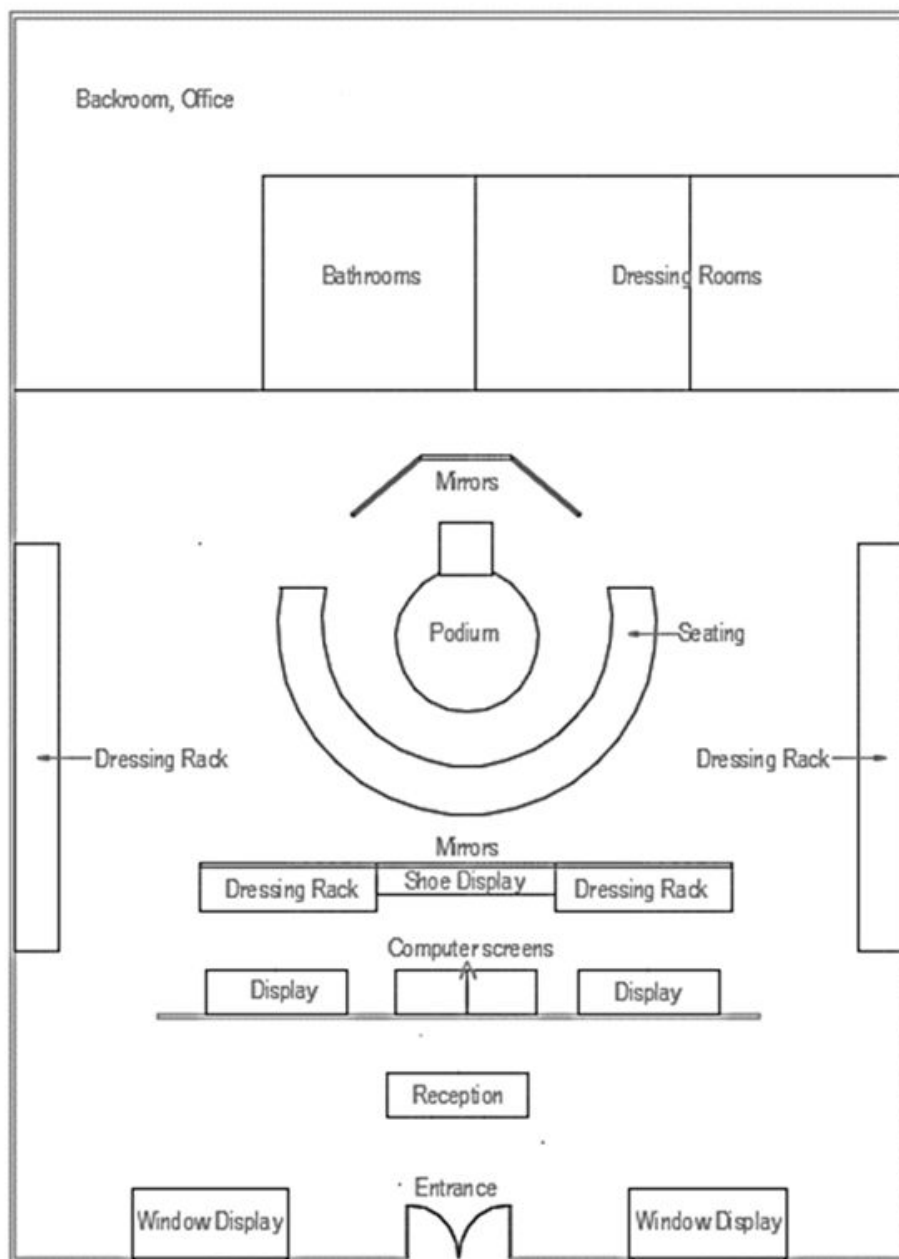 Backroom, Office
Bathrooms
Dressing Rooms
Mirrors
Podium
Seating
Dressing Rack
Dressing Rack
Mirrors
Dressing Rack
Shoe Display
Dressing Rack
Computer screens
Display
Display
Reception
Entrance
Window Display
Window Display